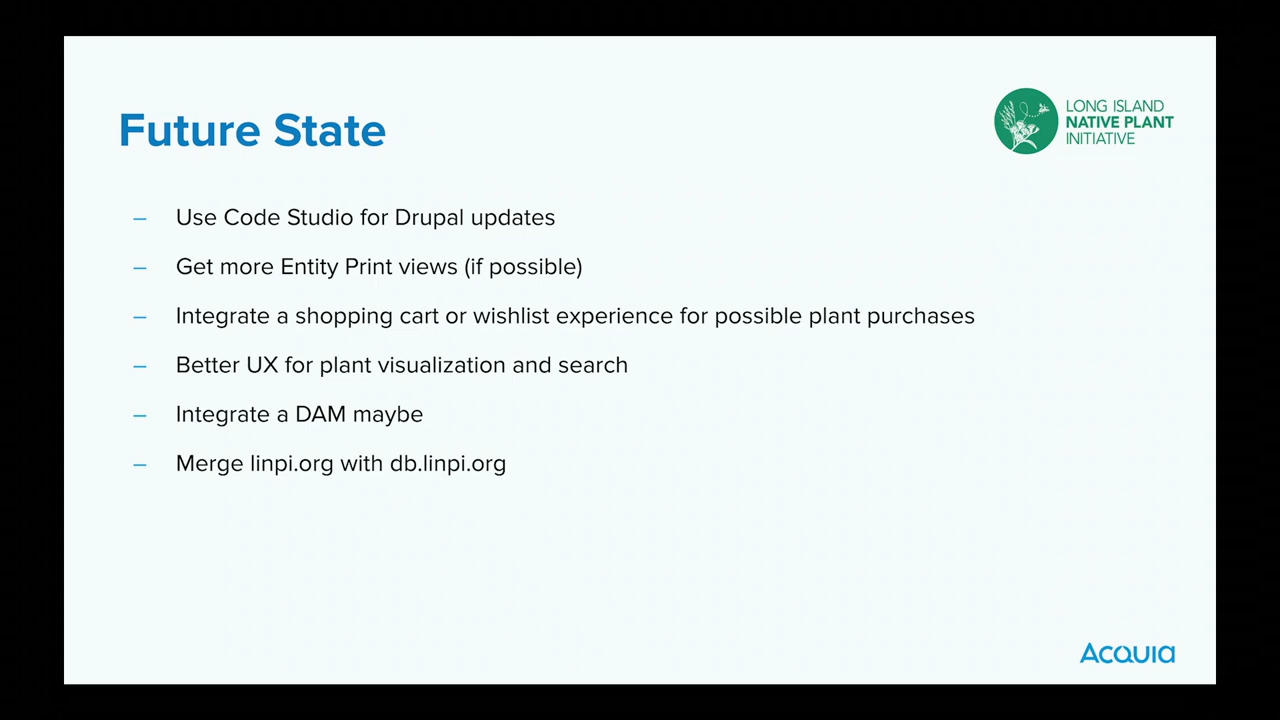 Future State
LONG ISLAND
NATIVE PLANT
INITIATIVE
– Use Code Studio for Drupal updates
– Get more Entity Print views (if possible)
– Integrate a shopping cart or wishlist experience for possible plant purchases
– Better UX for plant visualization and search
– Integrate a DAM maybe
– Merge linpi.org with db.linpi.org
Acquia